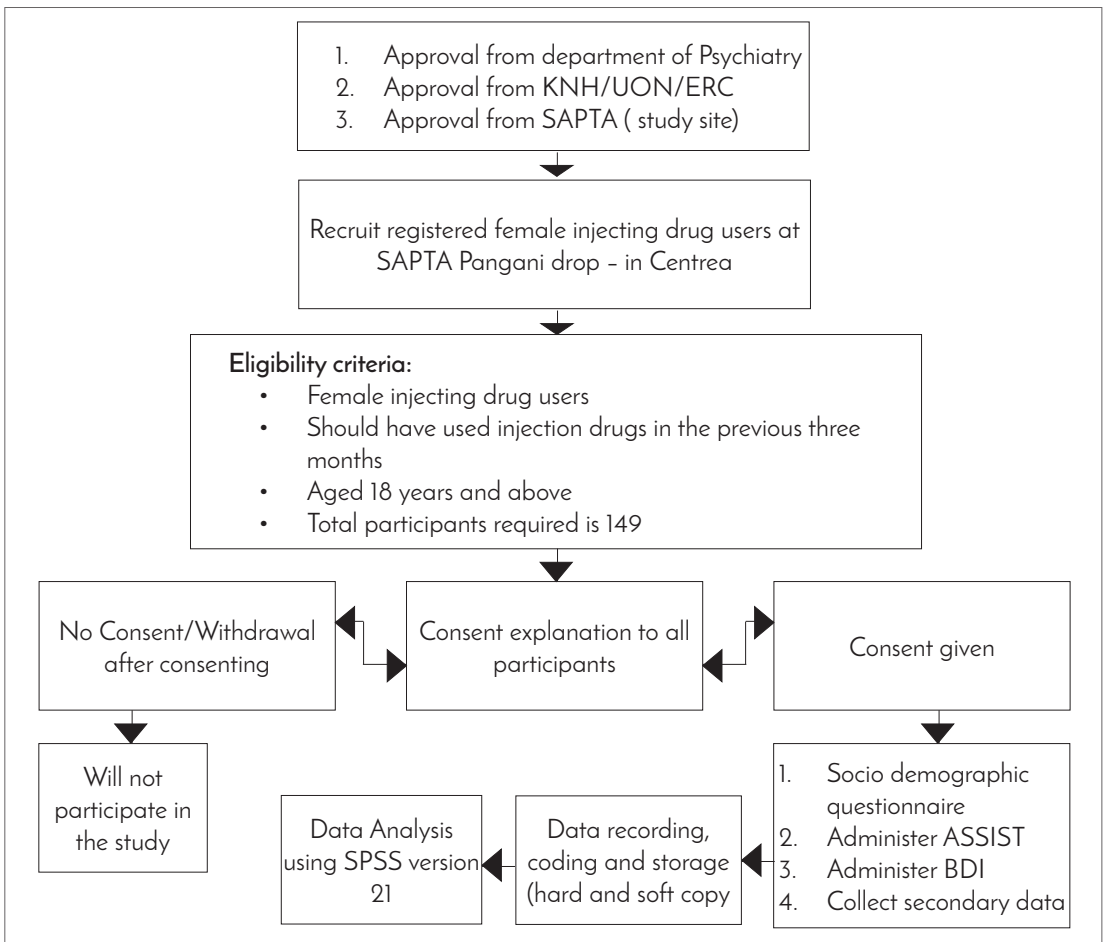 1. Approval from department of Psychiatry
2. Approval from KNH/UON/ERC
3. Approval from SAPTA ( study site)
Recruit registered female injecting drug users at
SAPTA Pangani drop – in Centrea
Eligibility criteria:
• Female injecting drug users
• Should have used injection drugs in the previous three
months
• Aged 18 years and above
• Total participants required is 149
No Consent/Withdrawal
after consenting
Consent explanation to all
participants
Consent given
Will not
participate in
the study
1. Socio demographic
questionnaire
2. Administer ASSIST
3. Administer BDI
4. Collect secondary data
Data recording,
coding and storage
(hard and soft copy
Data Analysis
using SPSS version
21